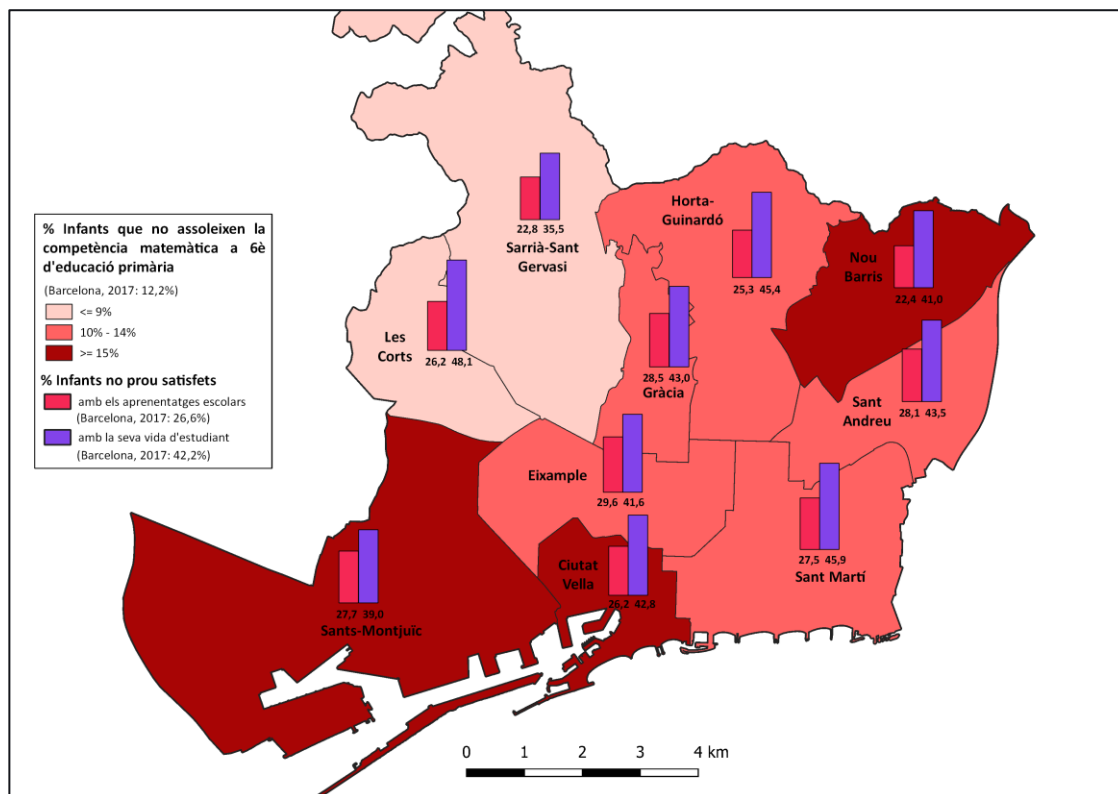 % Infants que no assoleixen la
competència matemàtica a 6è
d'educació primària
(Barcelona, 2017: 12,2%)
<= 9%
10% - 14%
>= 15%
% Infants no prou satisfets
amb els aprenentatges escolars
(Barcelona, 2017: 26,6%)
amb la seva vida d'estudiant
(Barcelona, 2017: 42,2%)
22,8 35,5
Sarrià-Sant
Gervasi
Horta-
Guinardó
25,3 45,4
Nou
Barris
22,4 41,0
Les
Corts
26,2 48,1
28,5 43,0
Gràcia
Sant
Andreu
28,1 43,5
Eixample
29,6 41,6
27,5 45,9
Sant Martí
Ciutat
Vella
25,2 42,8
27,7 39,0
Sants-Montjuïc
0 1 2 3 4 km